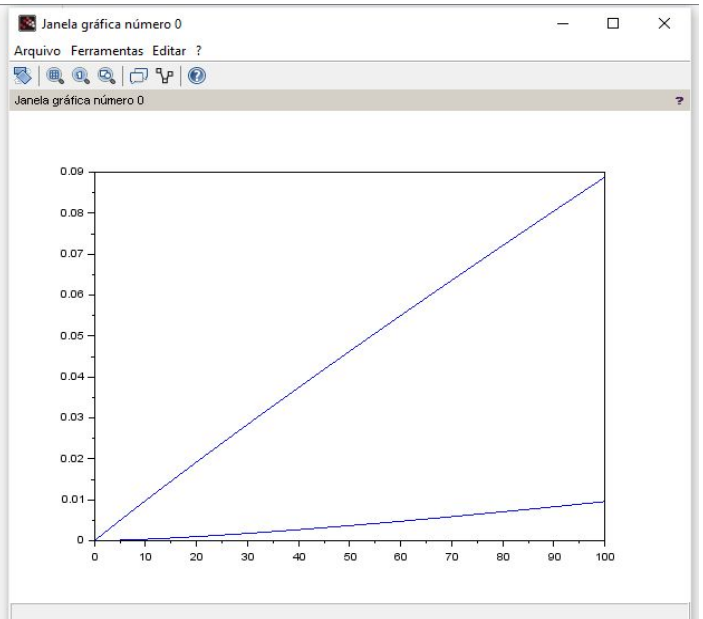 Janela gráfica número 0
Arquivo Ferramentas Editar ?
Janela gráfica número 0 ?
0.09
0.08
0.07
0.06
0.05
0.04
0.03
0.02
0.01
0
0 10 20 30 40 50 60 70 80 90 100